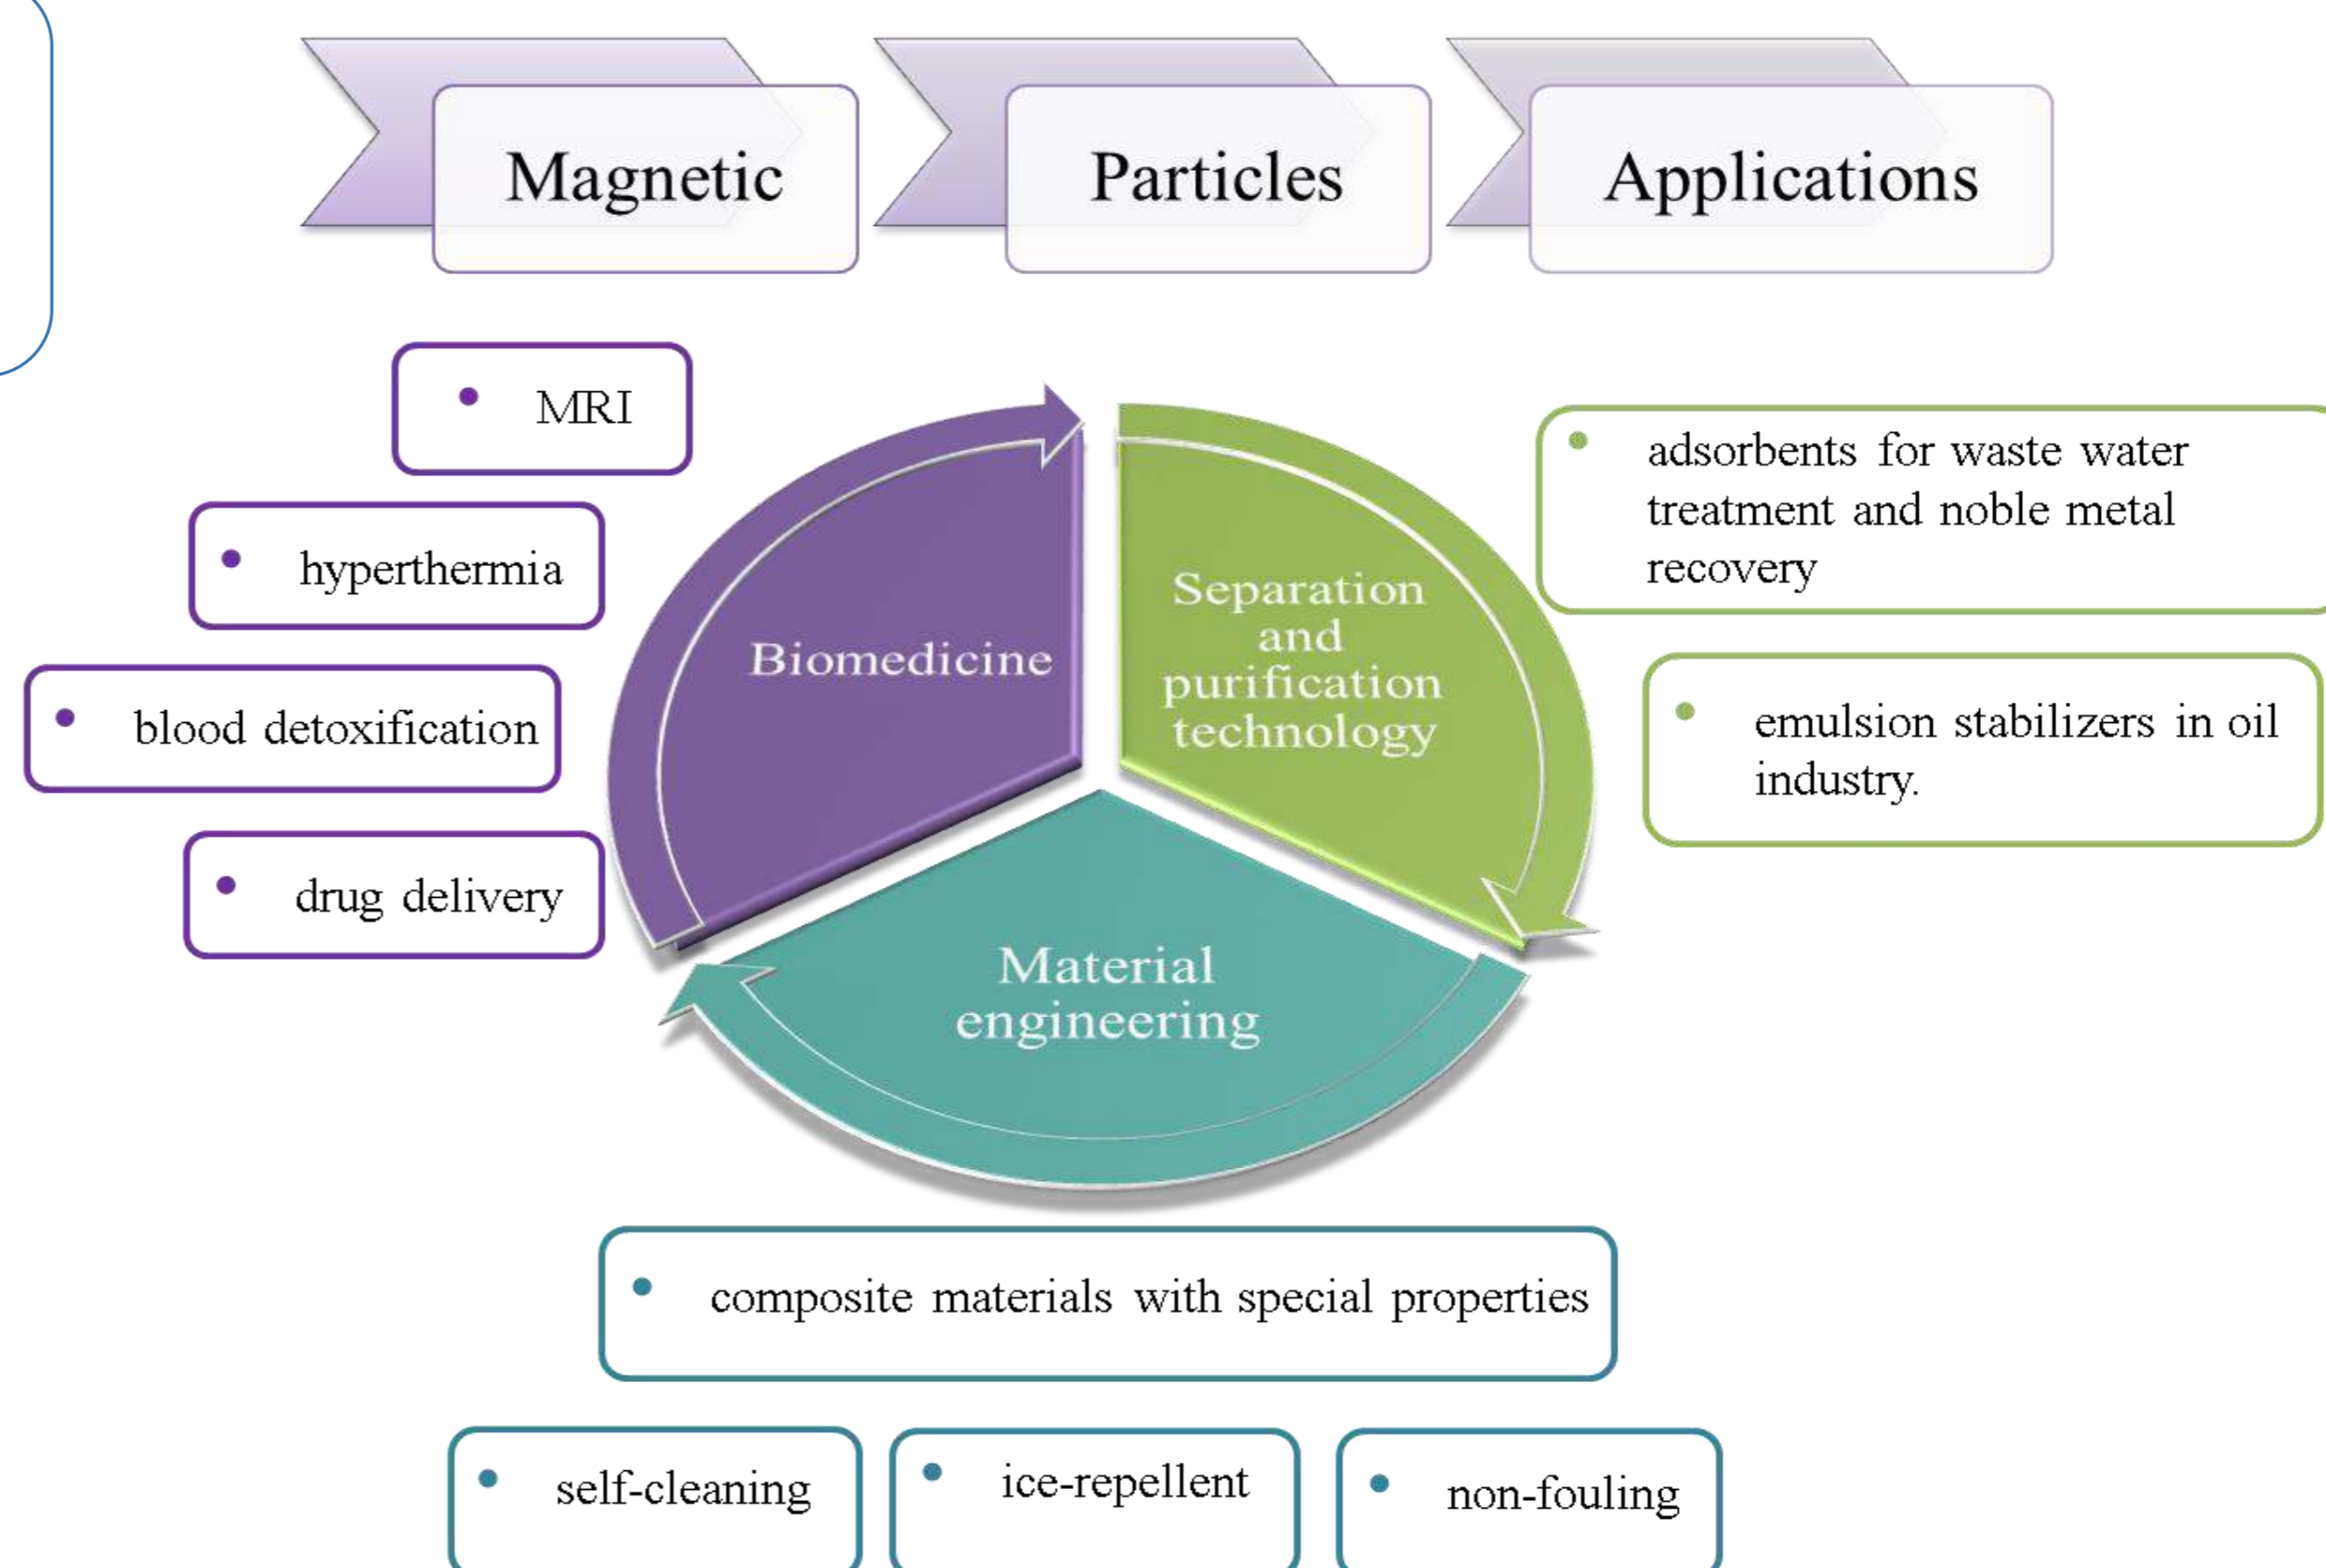 Magnetic
Particles
Applications
MRI
hyperthermia
blood detoxification
drug delivery
Biomedicine
Separation
and
purification
technology
Material
engineering
adsorbents for waste water
treatment and noble metal
recovery
emulsion stabilizers in oil
industry.
composite materials with special properties
self-cleaning
ice-repellent
non-fouling